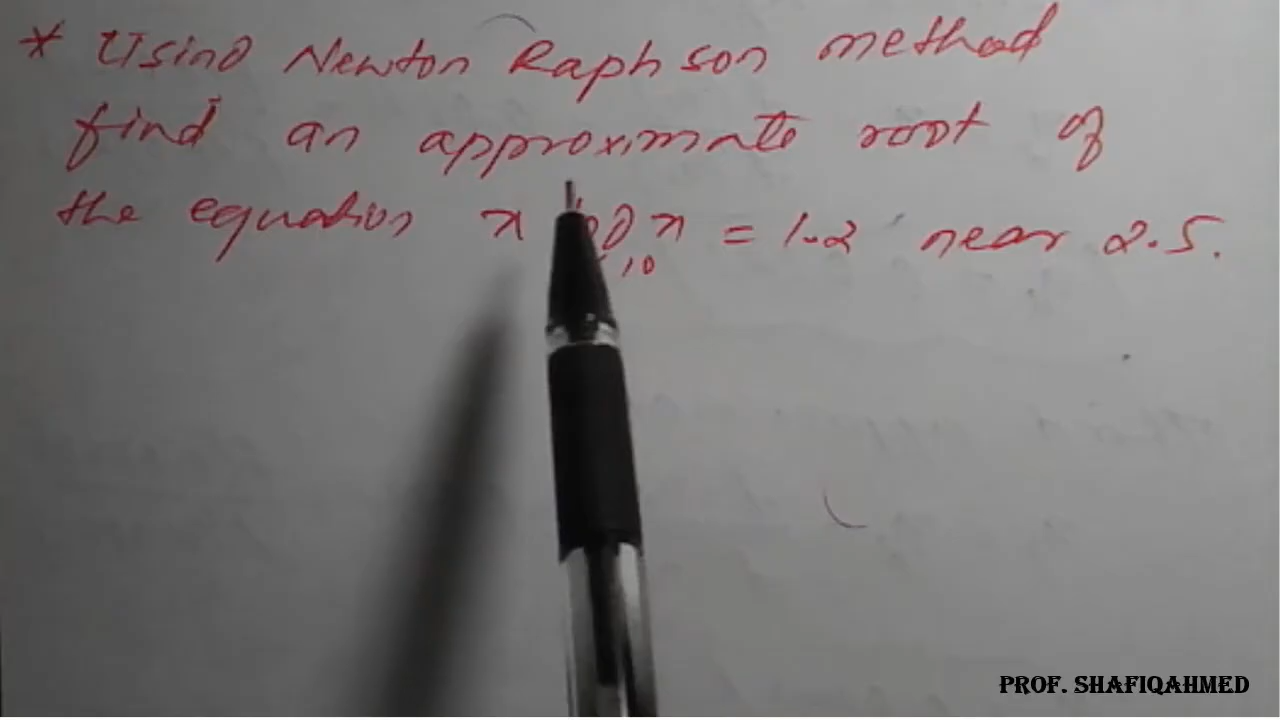 * Using Newton Raphson method
find an approximate root of
the equation x log₁₀ x = 1.2 near 2.5.
PROF. SHAFIQAHMED